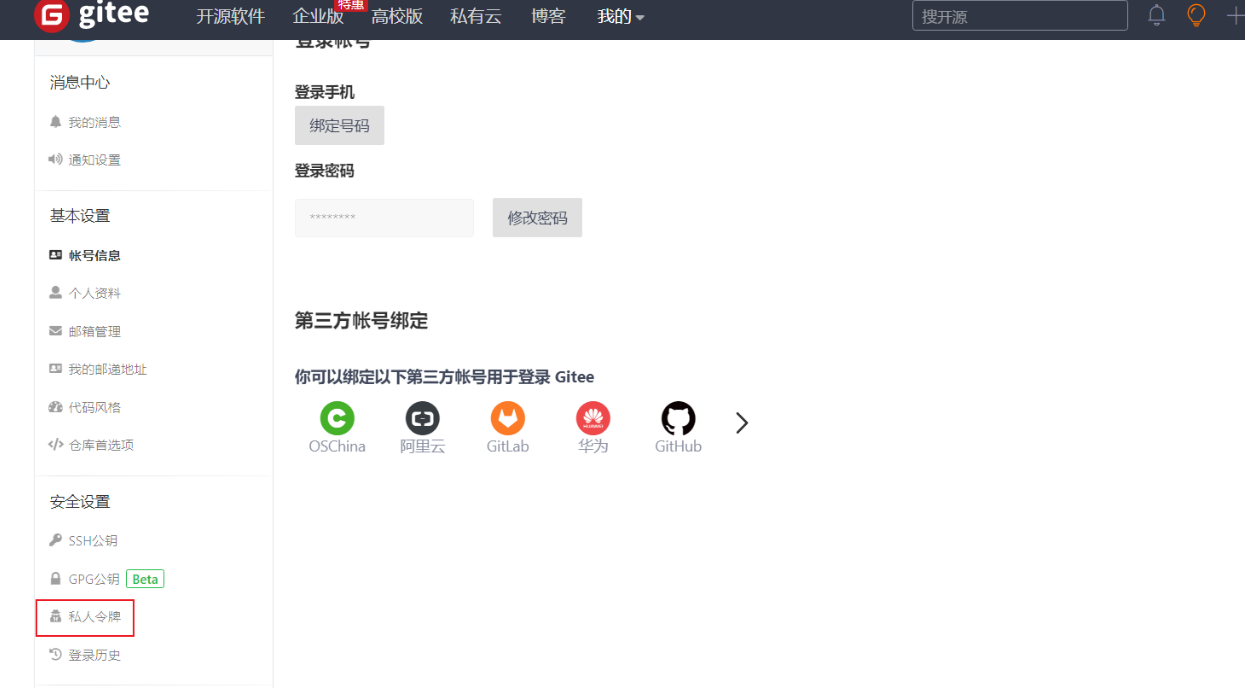 gitee
开源软件 企业版 特惠 高校版 私有云 博客 我的 搜开源
消息中心
我的消息
通知设置
基本设置
帐号信息
个人资料
邮箱管理
我的邮递地址
代码风格
仓库首选项
安全设置
SSH公钥
GPG公钥 Beta
私人令牌
登录历史
登录帐号
登录手机
绑定号码
登录密码
********
修改密码
第三方帐号绑定
你可以绑定以下第三方帐号用于登录 Gitee
OSChina 阿里云 GitLab 华为 GitHub